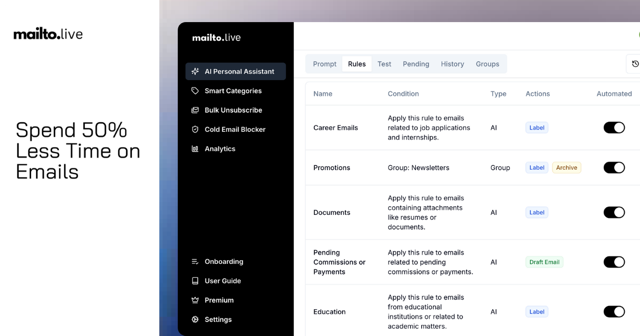 mailto.live
Spend 50%
Less Time on
Emails
mailto.live
AI Personal Assistant
Smart Categories
Bulk Unsubscribe
Cold Email Blocker
Analytics
Onboarding
User Guide
Premium
Settings
Prompt Rules Test Pending History Groups
Name Condition Type Actions Automated
Career Emails
Apply this rule to emails
related to job applications
and internships.
AI
Label
Promotions
Group: Newsletters
Group
Label Archive
Documents
Apply this rule to emails
containing attachments
like resumes or
documents.
AI
Label
Pending
Commissions or
Payments
Apply this rule to emails
related to pending
commissions or payments.
AI
Draft Email
Education
Apply this rule to emails
from educational
institutions or related to
academic matters.
AI
Label